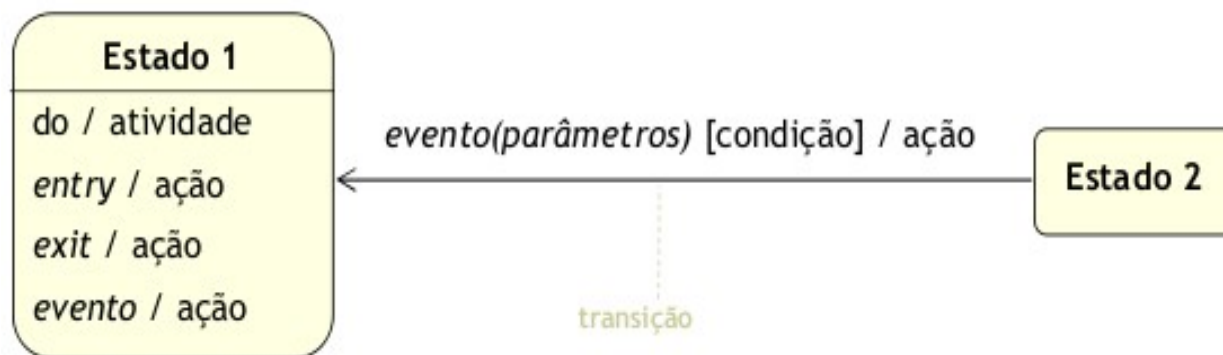 Estado 1
do / atividade
entry / ação
exit / ação
evento / ação
evento(parâmetros) [condição] / ação
Estado 2
transição